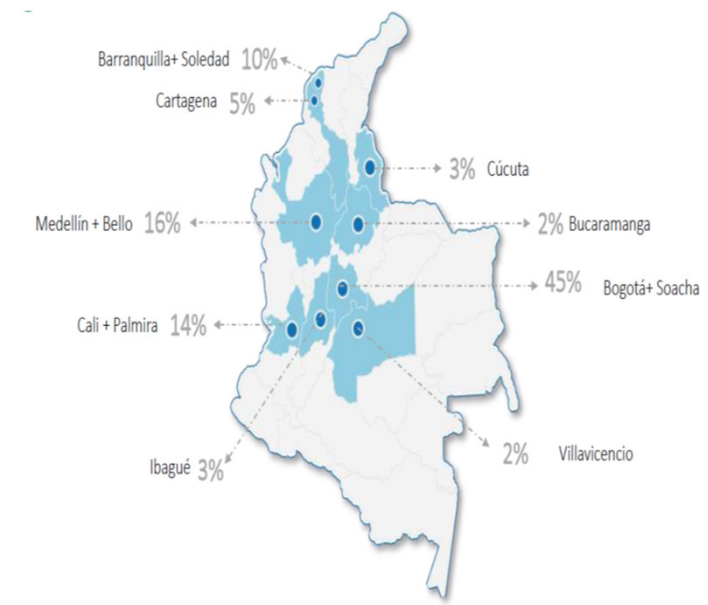 Barranquilla+ Soledad 10%
Cartagena 5%
3% Cúcuta
Medellín + Bello 16%
2% Bucaramanga
45% Bogotá+ Soacha
Cali + Palmira 14%
Ibagué 3%
2% Villavicencio